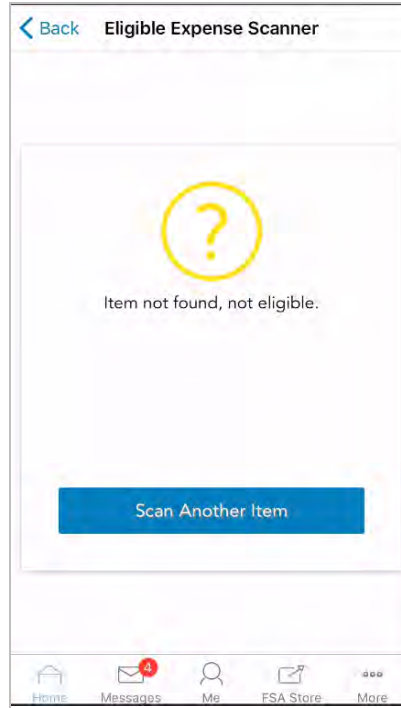 Back Eligible Expense Scanner
?
Item not found, not eligible.
Scan Another Item
4
Home Messages Me FSA Store More